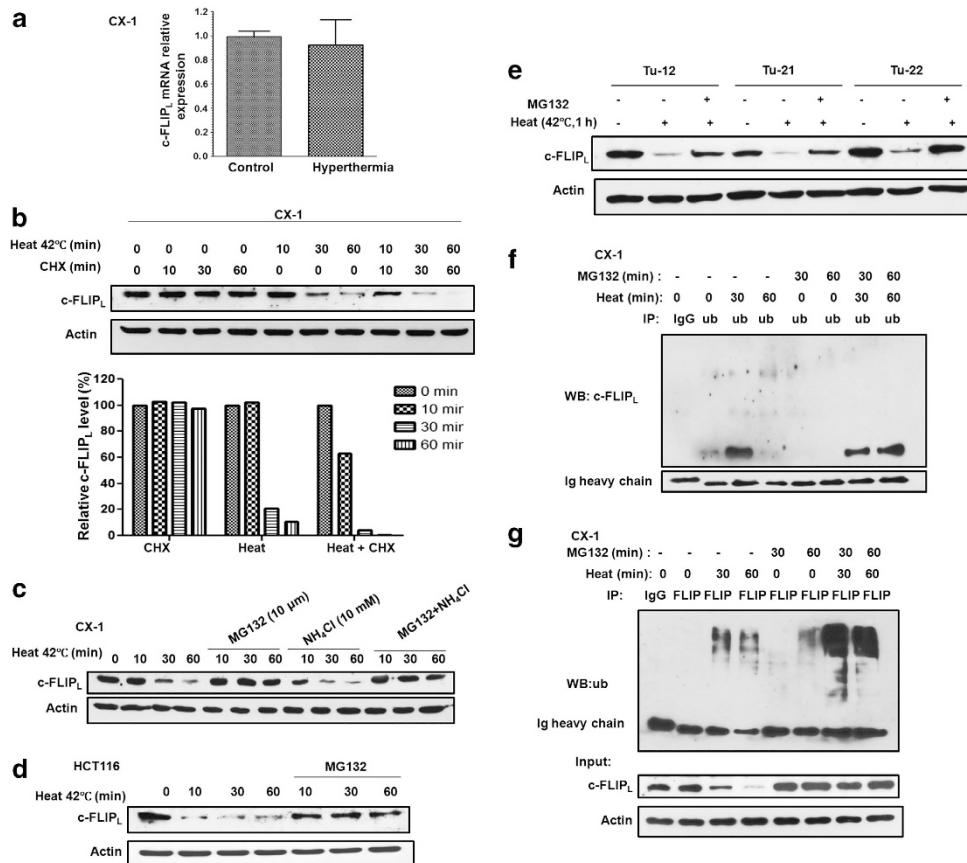 a
CX-1
c-FLIPL mRNA relative
expression
1.2
1.0
0.8
0.6
0.4
0.2
0.0
Control Hyperthermia
b
CX-1
Heat 42℃ (min) 0 0 0 0 10 30 60 10 30 60
CHX (min) 0 10 30 60 0 0 0 10 30 60
c-FLIPL
Actin
Relative c-FLIPL level (%)
120
100
80
60
40
20
0
0 min
10 min
30 min
60 min
CHX Heat Heat + CHX
c
CX-1
MG132 (10 μm) NH4Cl (10 mM) MG132+NH4Cl
Heat 42℃ (min) 0 10 30 60 10 30 60 10 30 60 10 30 60
c-FLIPL
Actin
d
HCT116
MG132
Heat 42℃ (min) 0 10 30 60 10 30 60
c-FLIPL
Actin
e
Tu-12 Tu-21 Tu-22
MG132 - - + - - + - - +
Heat (42℃,1 h) - + + - + + - + +
c-FLIPL
Actin
f
CX-1
MG132 (min) : - - - - 30 60 30 60
Heat (min): 0 0 30 60 0 0 30 60
IP: IgG ub ub ub ub ub ub ub
WB: c-FLIPL
Ig heavy chain
g
CX-1
MG132 (min) : - - - - 30 60 30 60
Heat (min): 0 0 30 60 0 0 30 60
IP: IgG FLIP FLIP FLIP FLIP FLIP FLIP FLIP
WB:ub
Ig heavy chain
Input:
c-FLIPL
Actin